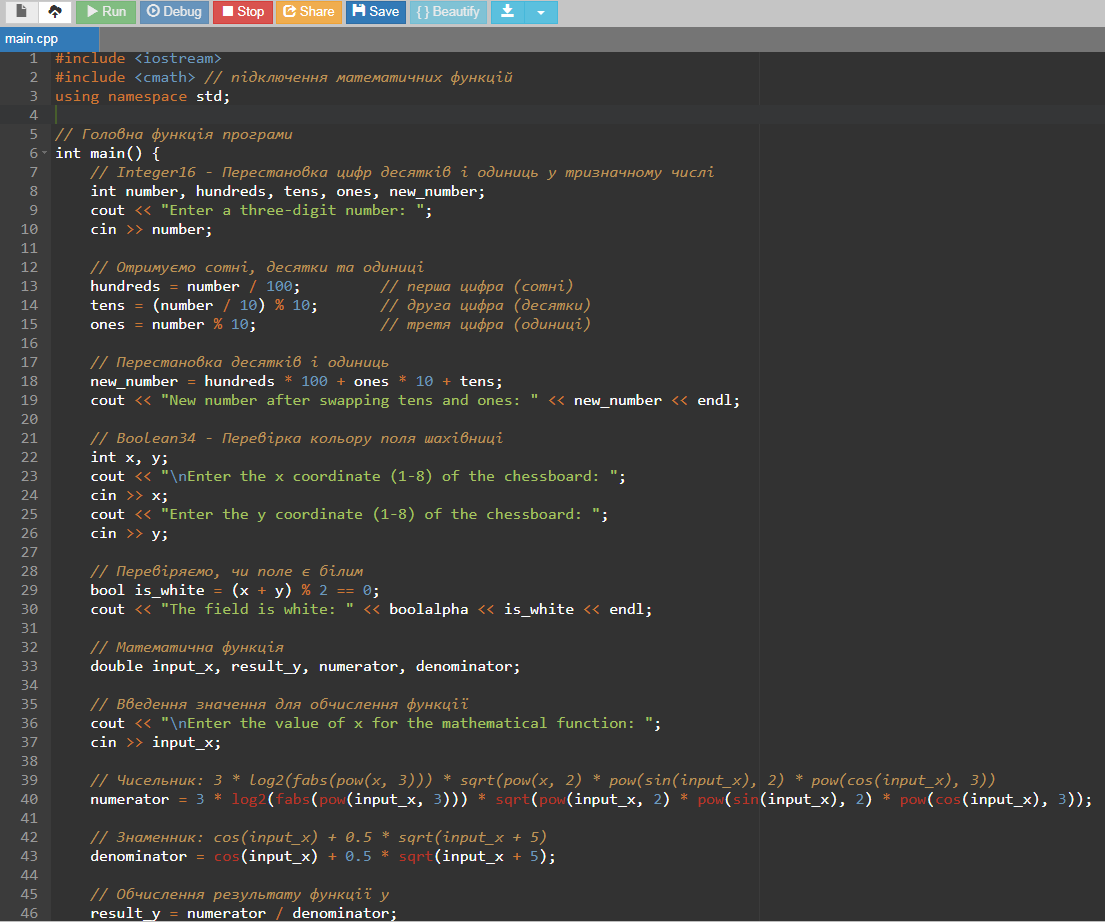 Run Debug Stop Share Save { } Beautify
main.cpp
1 #include <iostream>
2 #include <cmath> // підключення математичних функцій
3 using namespace std;
4
5 // Головна функція програми
6 int main() {
7 // Integer16 - Перестановка цифр десятків і одиниць у тризначному числі
8 int number, hundreds, tens, ones, new_number;
9 cout << "Enter a three-digit number: ";
10 cin >> number;
11
12 // Отримуємо сотні, десятки та одиниці
13 hundreds = number / 100; // перша цифра (сотні)
14 tens = (number / 10) % 10; // друга цифра (десятки)
15 ones = number % 10; // третя цифра (одиниці)
16
17 // Перестановка десятків і одиниць
18 new_number = hundreds * 100 + ones * 10 + tens;
19 cout << "New number after swapping tens and ones: " << new_number << endl;
20
21 // Boolean34 - Перевірка кольору поля шахівниці
22 int x, y;
23 cout << "\nEnter the x coordinate (1-8) of the chessboard: ";
24 cin >> x;
25 cout << "Enter the y coordinate (1-8) of the chessboard: ";
26 cin >> y;
27
28 // Перевіряємо, чи поле є білим
29 bool is_white = (x + y) % 2 == 0;
30 cout << "The field is white: " << boolalpha << is_white << endl;
31
32 // Математична функція
33 double input_x, result_y, numerator, denominator;
34
35 // Введення значення для обчислення функції
36 cout << "\nEnter the value of x for the mathematical function: ";
37 cin >> input_x;
38
39 // Чисельник: 3 * log2(fabs(pow(x, 3))) * sqrt(pow(x, 2) * pow(sin(input_x), 2) * pow(cos(input_x), 3))
40 numerator = 3 * log2(fabs(pow(input_x, 3))) * sqrt(pow(input_x, 2) * pow(sin(input_x), 2) * pow(cos(input_x), 3));
41
42 // Знаменник: cos(input_x) + 0.5 * sqrt(input_x + 5)
43 denominator = cos(input_x) + 0.5 * sqrt(input_x + 5);
44
45 // Обчислення результату функції y
46 result_y = numerator / denominator;